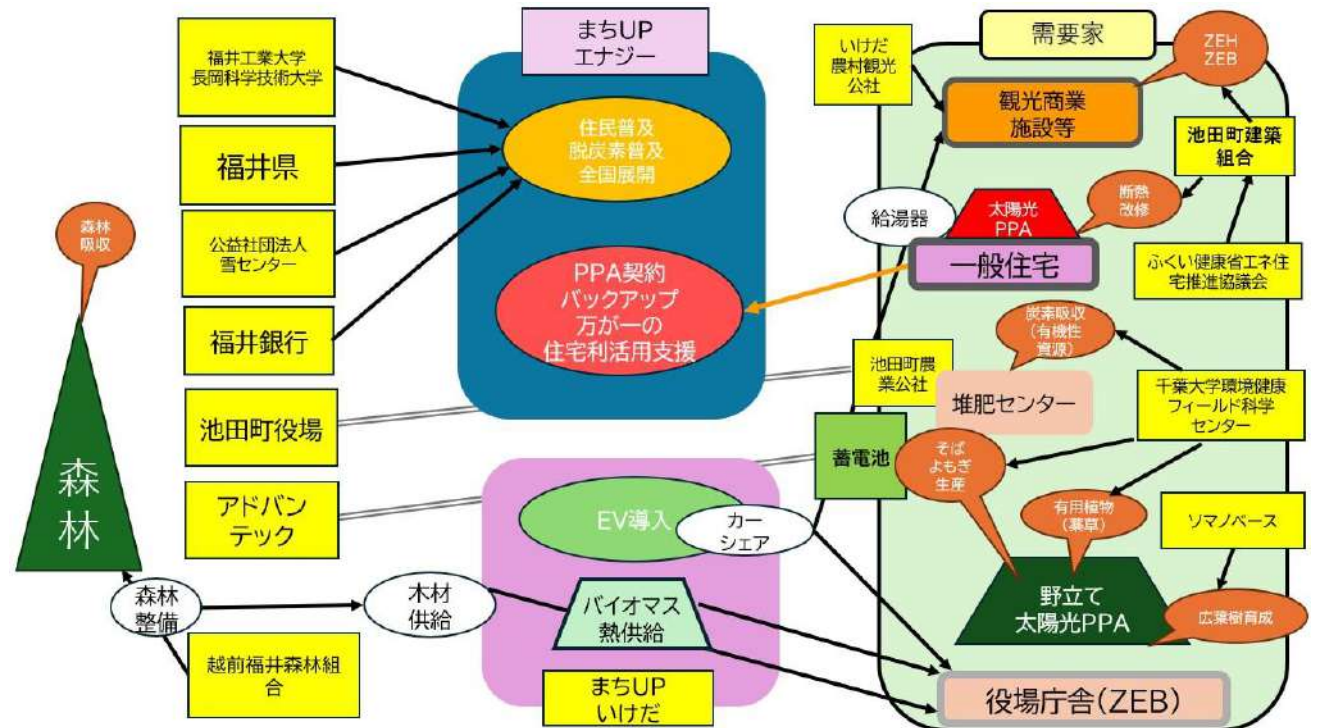 福井工業大学
長岡科学技術大学
福井県
公益社団法人
雪センター
福井銀行
池田町役場
アドバン
テック
森林
吸収
森
林
森林
整備
越前福井森林組
合
木材
供給
まちUP
エナジー
住民普及
脱炭素普及
全国展開
PPA契約
バックアップ
万が一の
住宅利活用支援
EV導入
カー
シェア
バイオマス
熱供給
まちUP
いけだ
いけだ
農村観光
公社
需要家
ZEH
ZEB
観光商業
施設等
池田町建築
組合
給湯器
太陽光
PPA
断熱
改修
一般住宅
ふくい健康省エネ住
宅推進協議会
炭素吸収
(有機性
資源)
池田町農
業公社
堆肥センター
千葉大学環境健康
フィールド科学
センター
蓄電池
そば
よもぎ
生産
有用植物
(薬草)
ソマノベース
野立て
太陽光PPA
広葉樹育成
役場庁舎(ZEB)